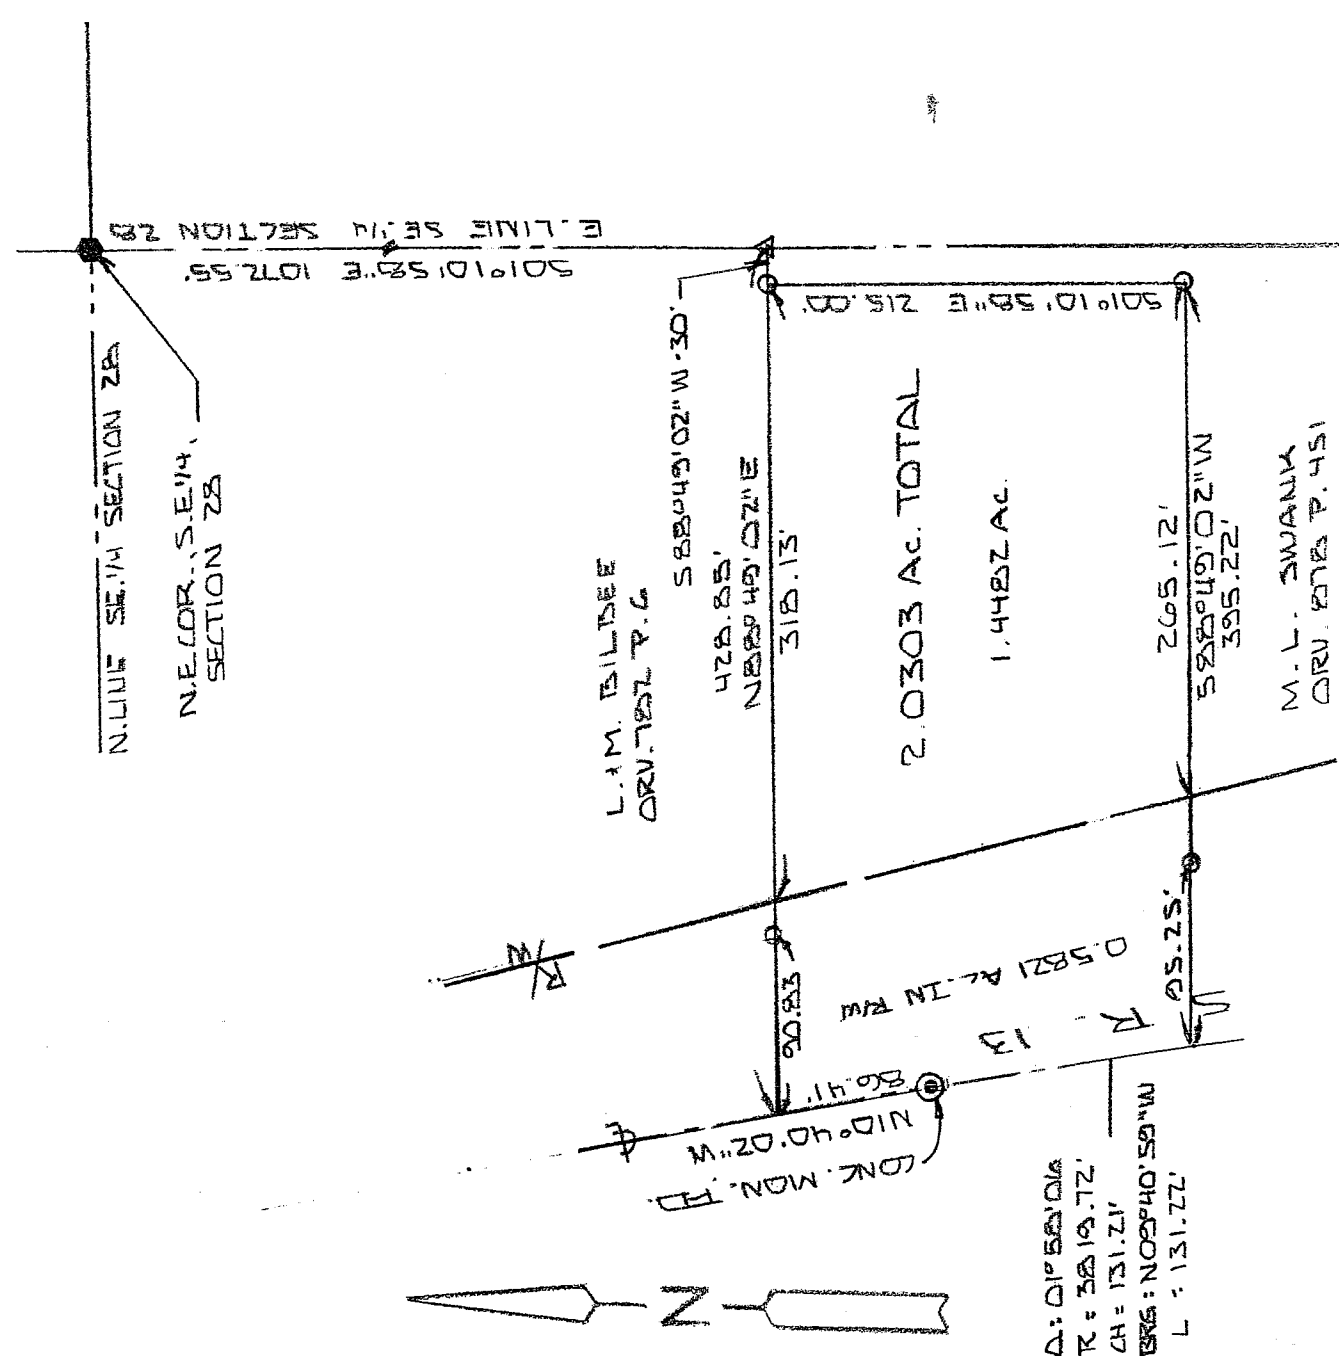 E. LINE SE.1/4 SECTION 28
S01°10'58"E 1072.55'
N.LINE SE.1/4 SECTION 28
N.E.COR., S.E.1/4,
SECTION 28
S88°49'02"W-30'
S01°10'58"E 215.00'
L.+M. BILBEE
ORV.782 P.6
428.88'
N88°49'02"E
318.13'
2.0303 Ac. TOTAL
1.4482 Ac.
265.12'
S88°49'02"W
395.22'
M. L. SWANK
ORV. 878 P. 451
R/W
90.83
0.5821 Ac. IN R/W
95.25'
R. 13
86.41'
N10°40'02"W
CONC. MON. FD.
N
Δ: 01°58'06
R = 3819.72'
CH = 131.21'
BRG: N09°40'59"W
L = 131.22'